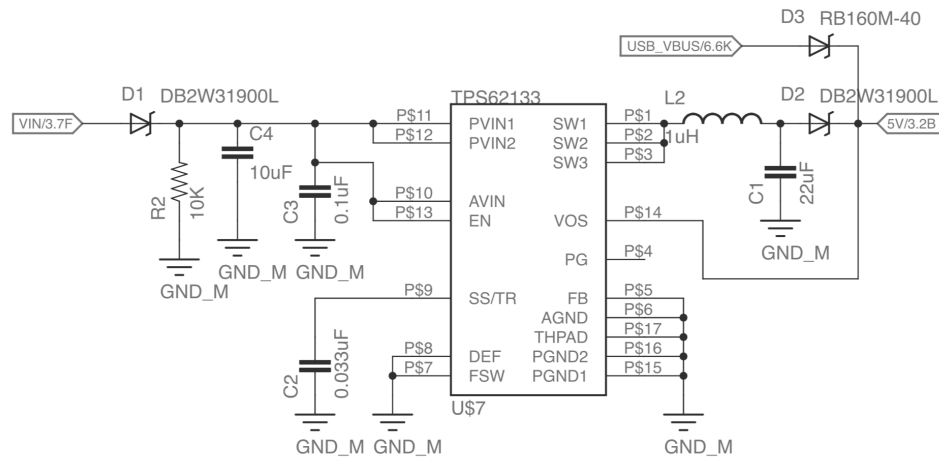 D3 RB160M-40
USB_VBUS/6.6K
D1 DB2W31900L
TPS62133
L2
D2 DB2W31900L
VIN/3.7F
P$11 PVIN1 SW1 P$1
5V/3.2B
P$12 PVIN2 SW2 P$2 1uH
SW3 P$3
C4
10uF
R2
10K
C3
0.1uF
C1
22uF
P$10 AVIN
P$13 EN VOS P$14
GND_M
GND_M
GND_M
GND_M
PG P$4
P$9 SS/TR FB P$5
AGND P$6
THPAD P$17
P$8 DEF PGND2 P$16
P$7 FSW PGND1 P$15
C2
0.033uF
U$7
GND_M
GND_M
GND_M